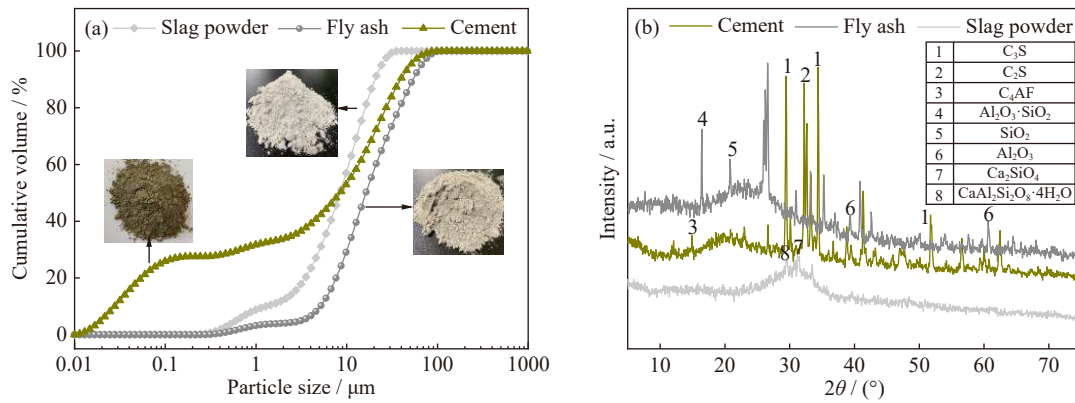 (a) Slag powder Fly ash Cement
100
80
60
40
20
0
0.01 0.1 1 10 100 1000
Cumulative volume / %
Particle size / μm
(b) Cement Fly ash Slag powder
1 C₃S
2 C₂S
3 C₄AF
4 Al₂O₃·SiO₂
5 SiO₂
6 Al₂O₃
7 Ca₂SiO₄
8 CaAl₂Si₂O₈·4H₂O
1 1
2
4
5
6 1 6
3
8 7
10 20 30 40 50 60 70
Intensity / a.u.
2θ / (°)